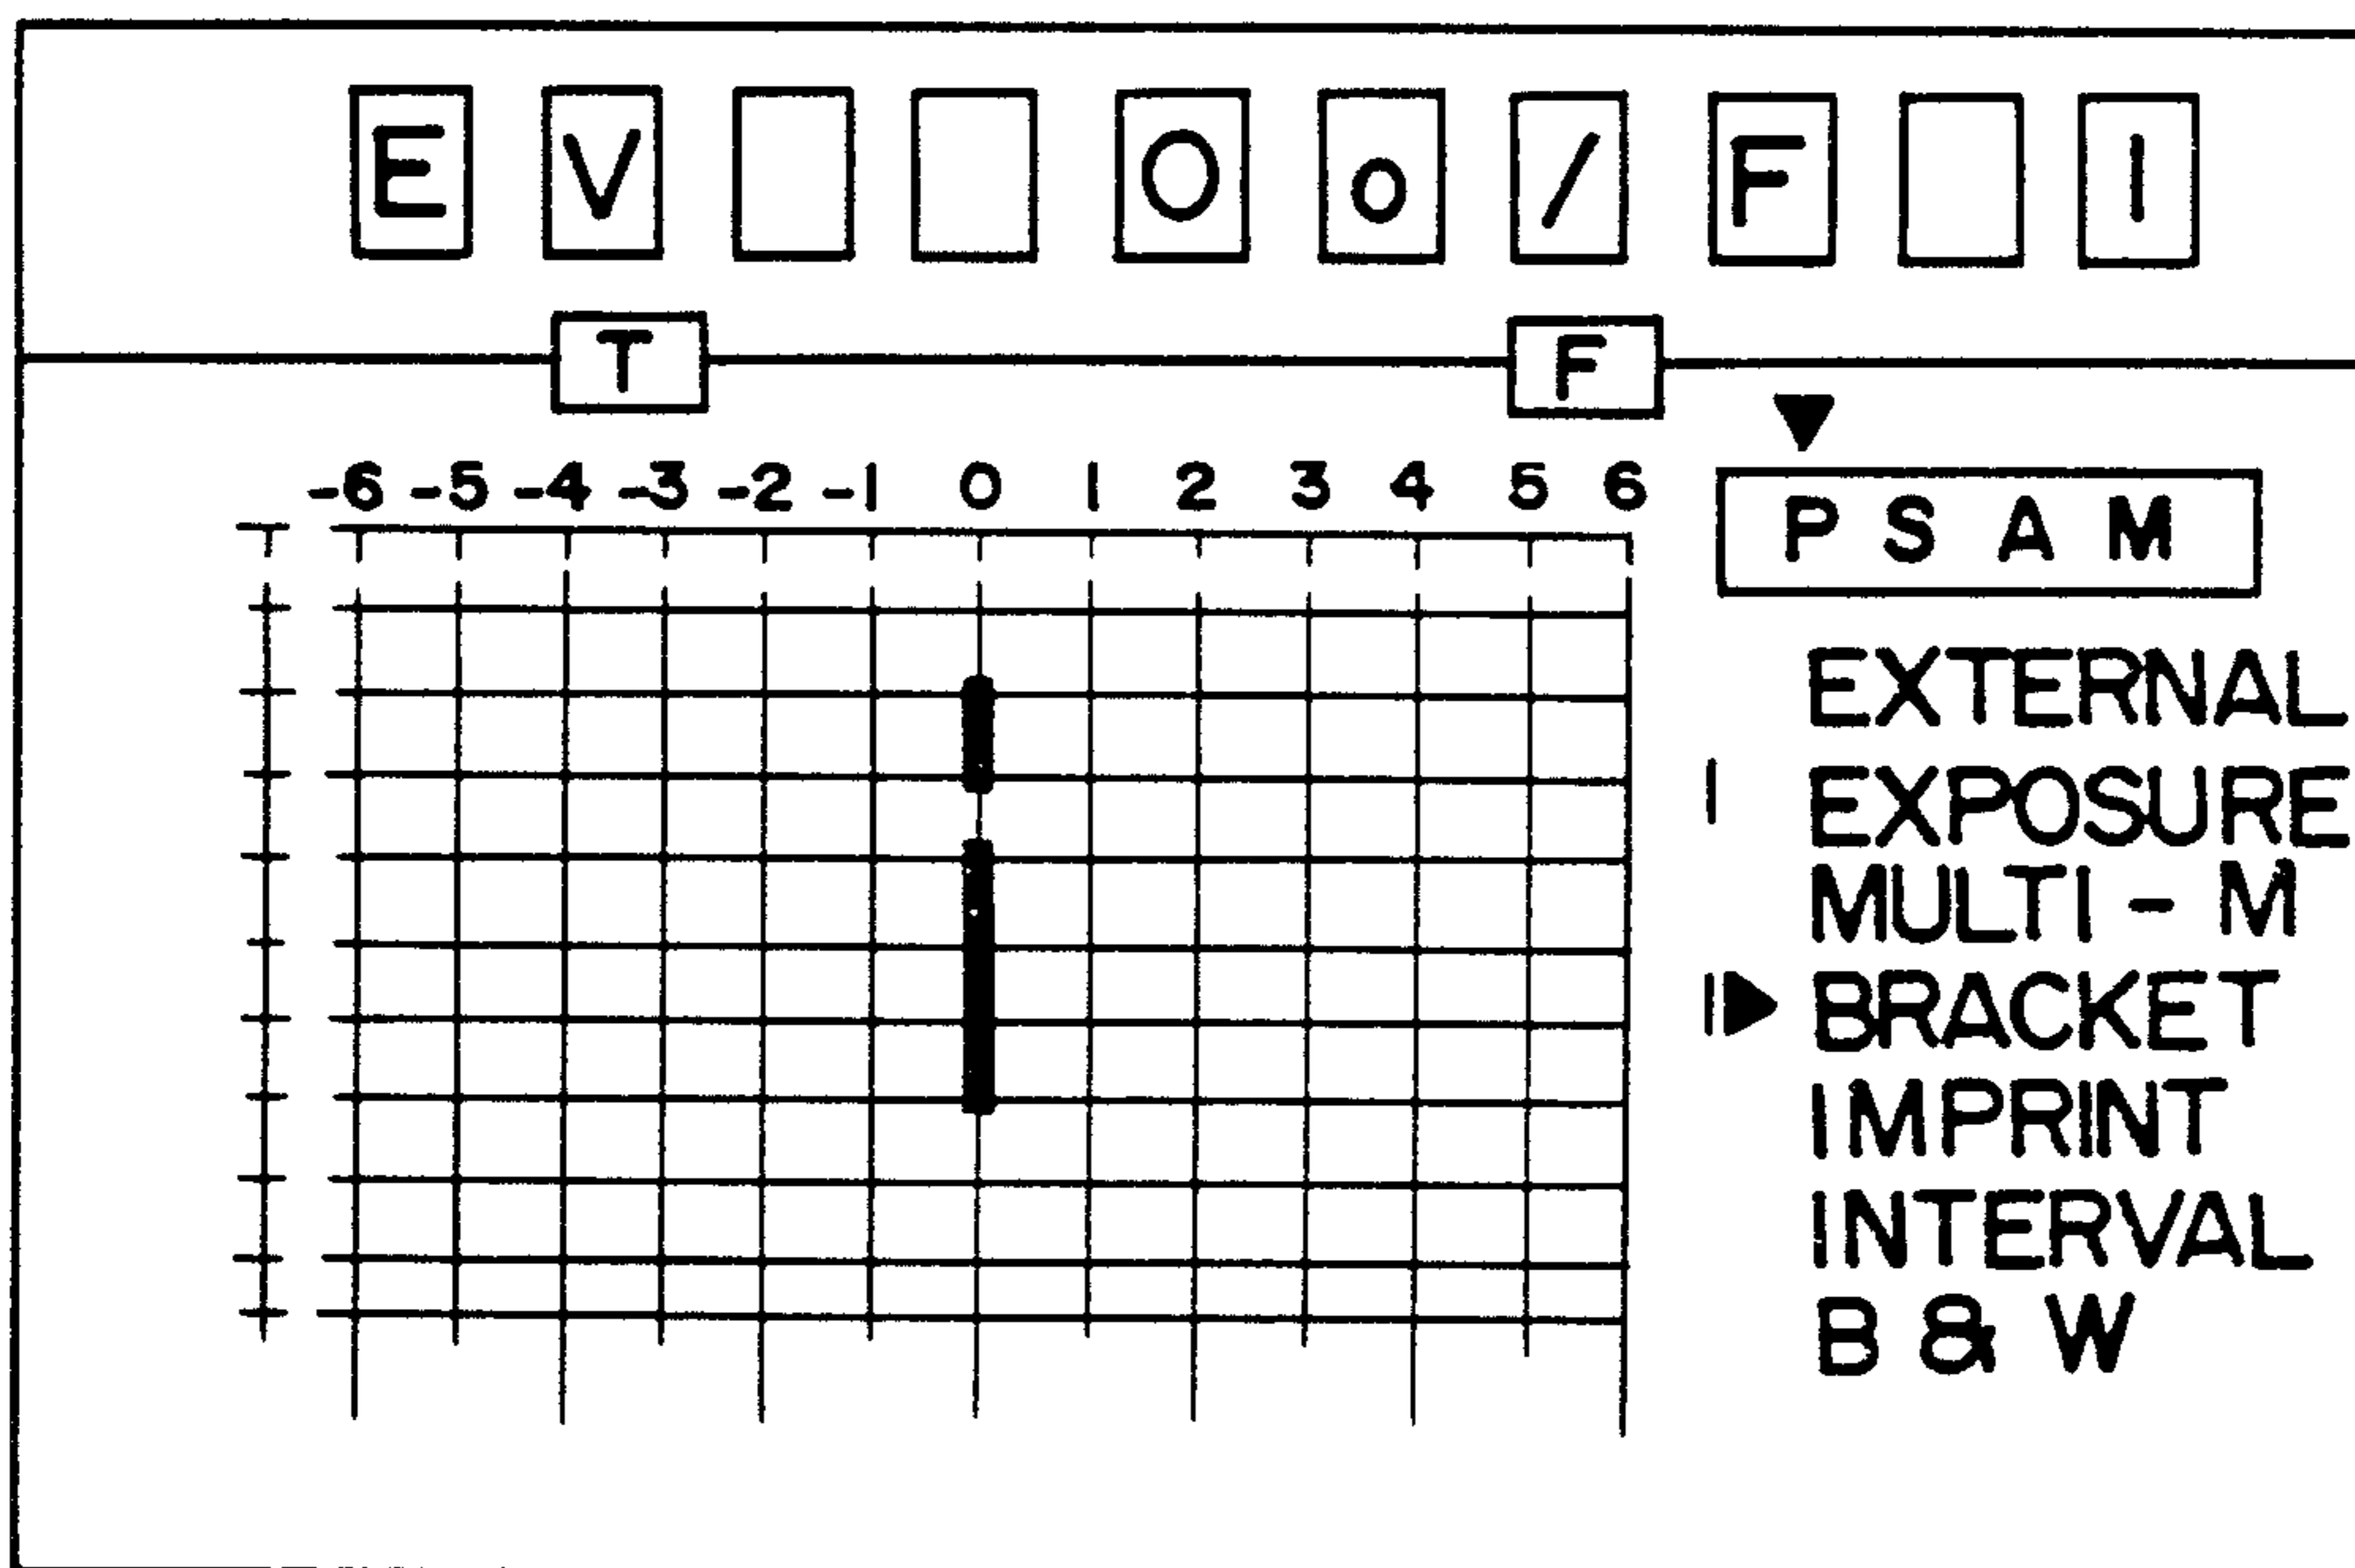 E V O o / F I
T F
-6 -5 -4 -3 -2 -1 0 1 2 3 4 5 6
P S A M
EXTERNAL
EXPOSURE
MULTI - M
BRACKET
IMPRINT
INTERVAL
B & W